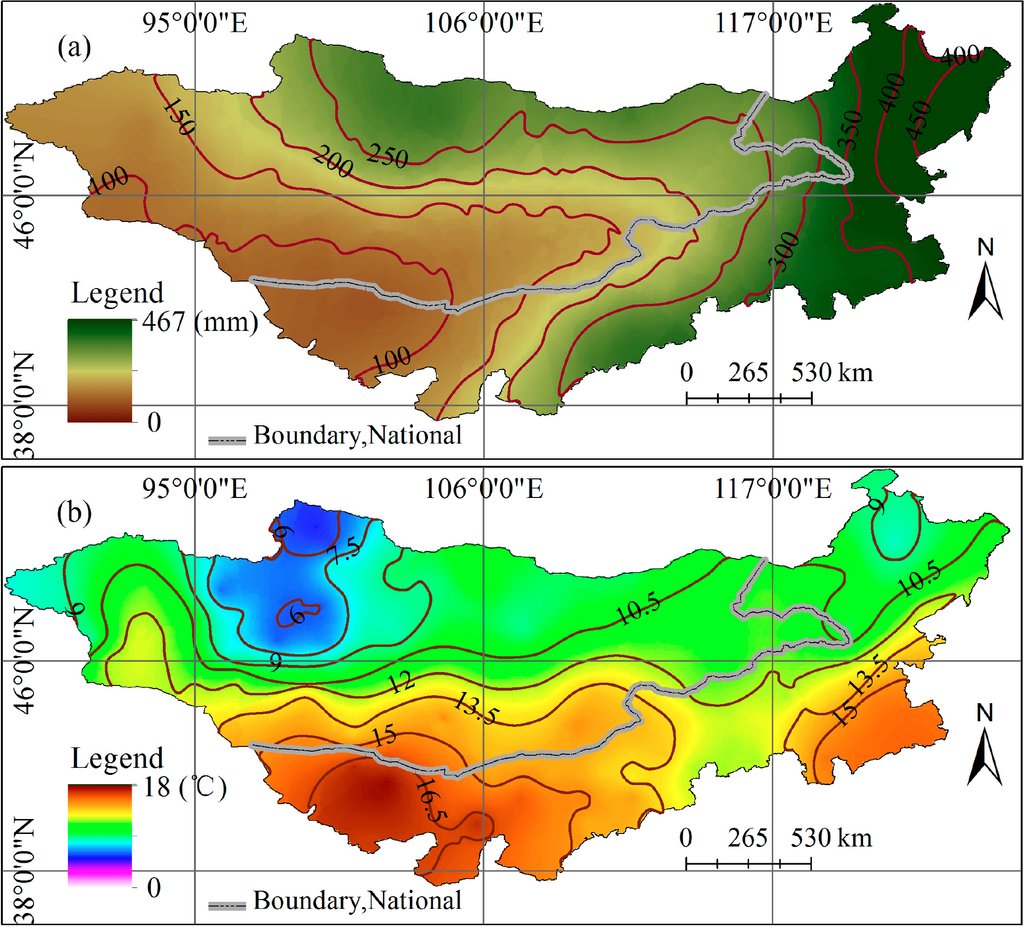 95°0'0"E 106°0'0"E 117°0'0"E
(a)
400
150
400
350
450
200 250
100
46°0'0"N
300
N
Legend
467 (mm)
0
100
0 265 530 km
38°0'0"N
Boundary,National
95°0'0"E 106°0'0"E 117°0'0"E
(b)
9
9
7.5
10.5
9
6
10.5
9
46°0'0"N
12
13.5
13.5
15
15
N
Legend
18 (℃)
0
16.5
0 265 530 km
38°0'0"N
Boundary,National